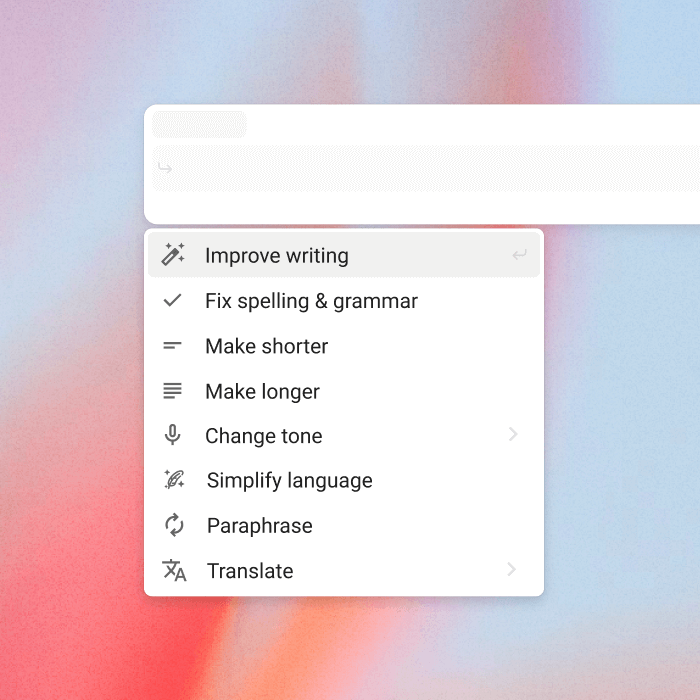 Improve writing
Fix spelling & grammar
Make shorter
Make longer
Change tone
Simplify language
Paraphrase
Translate